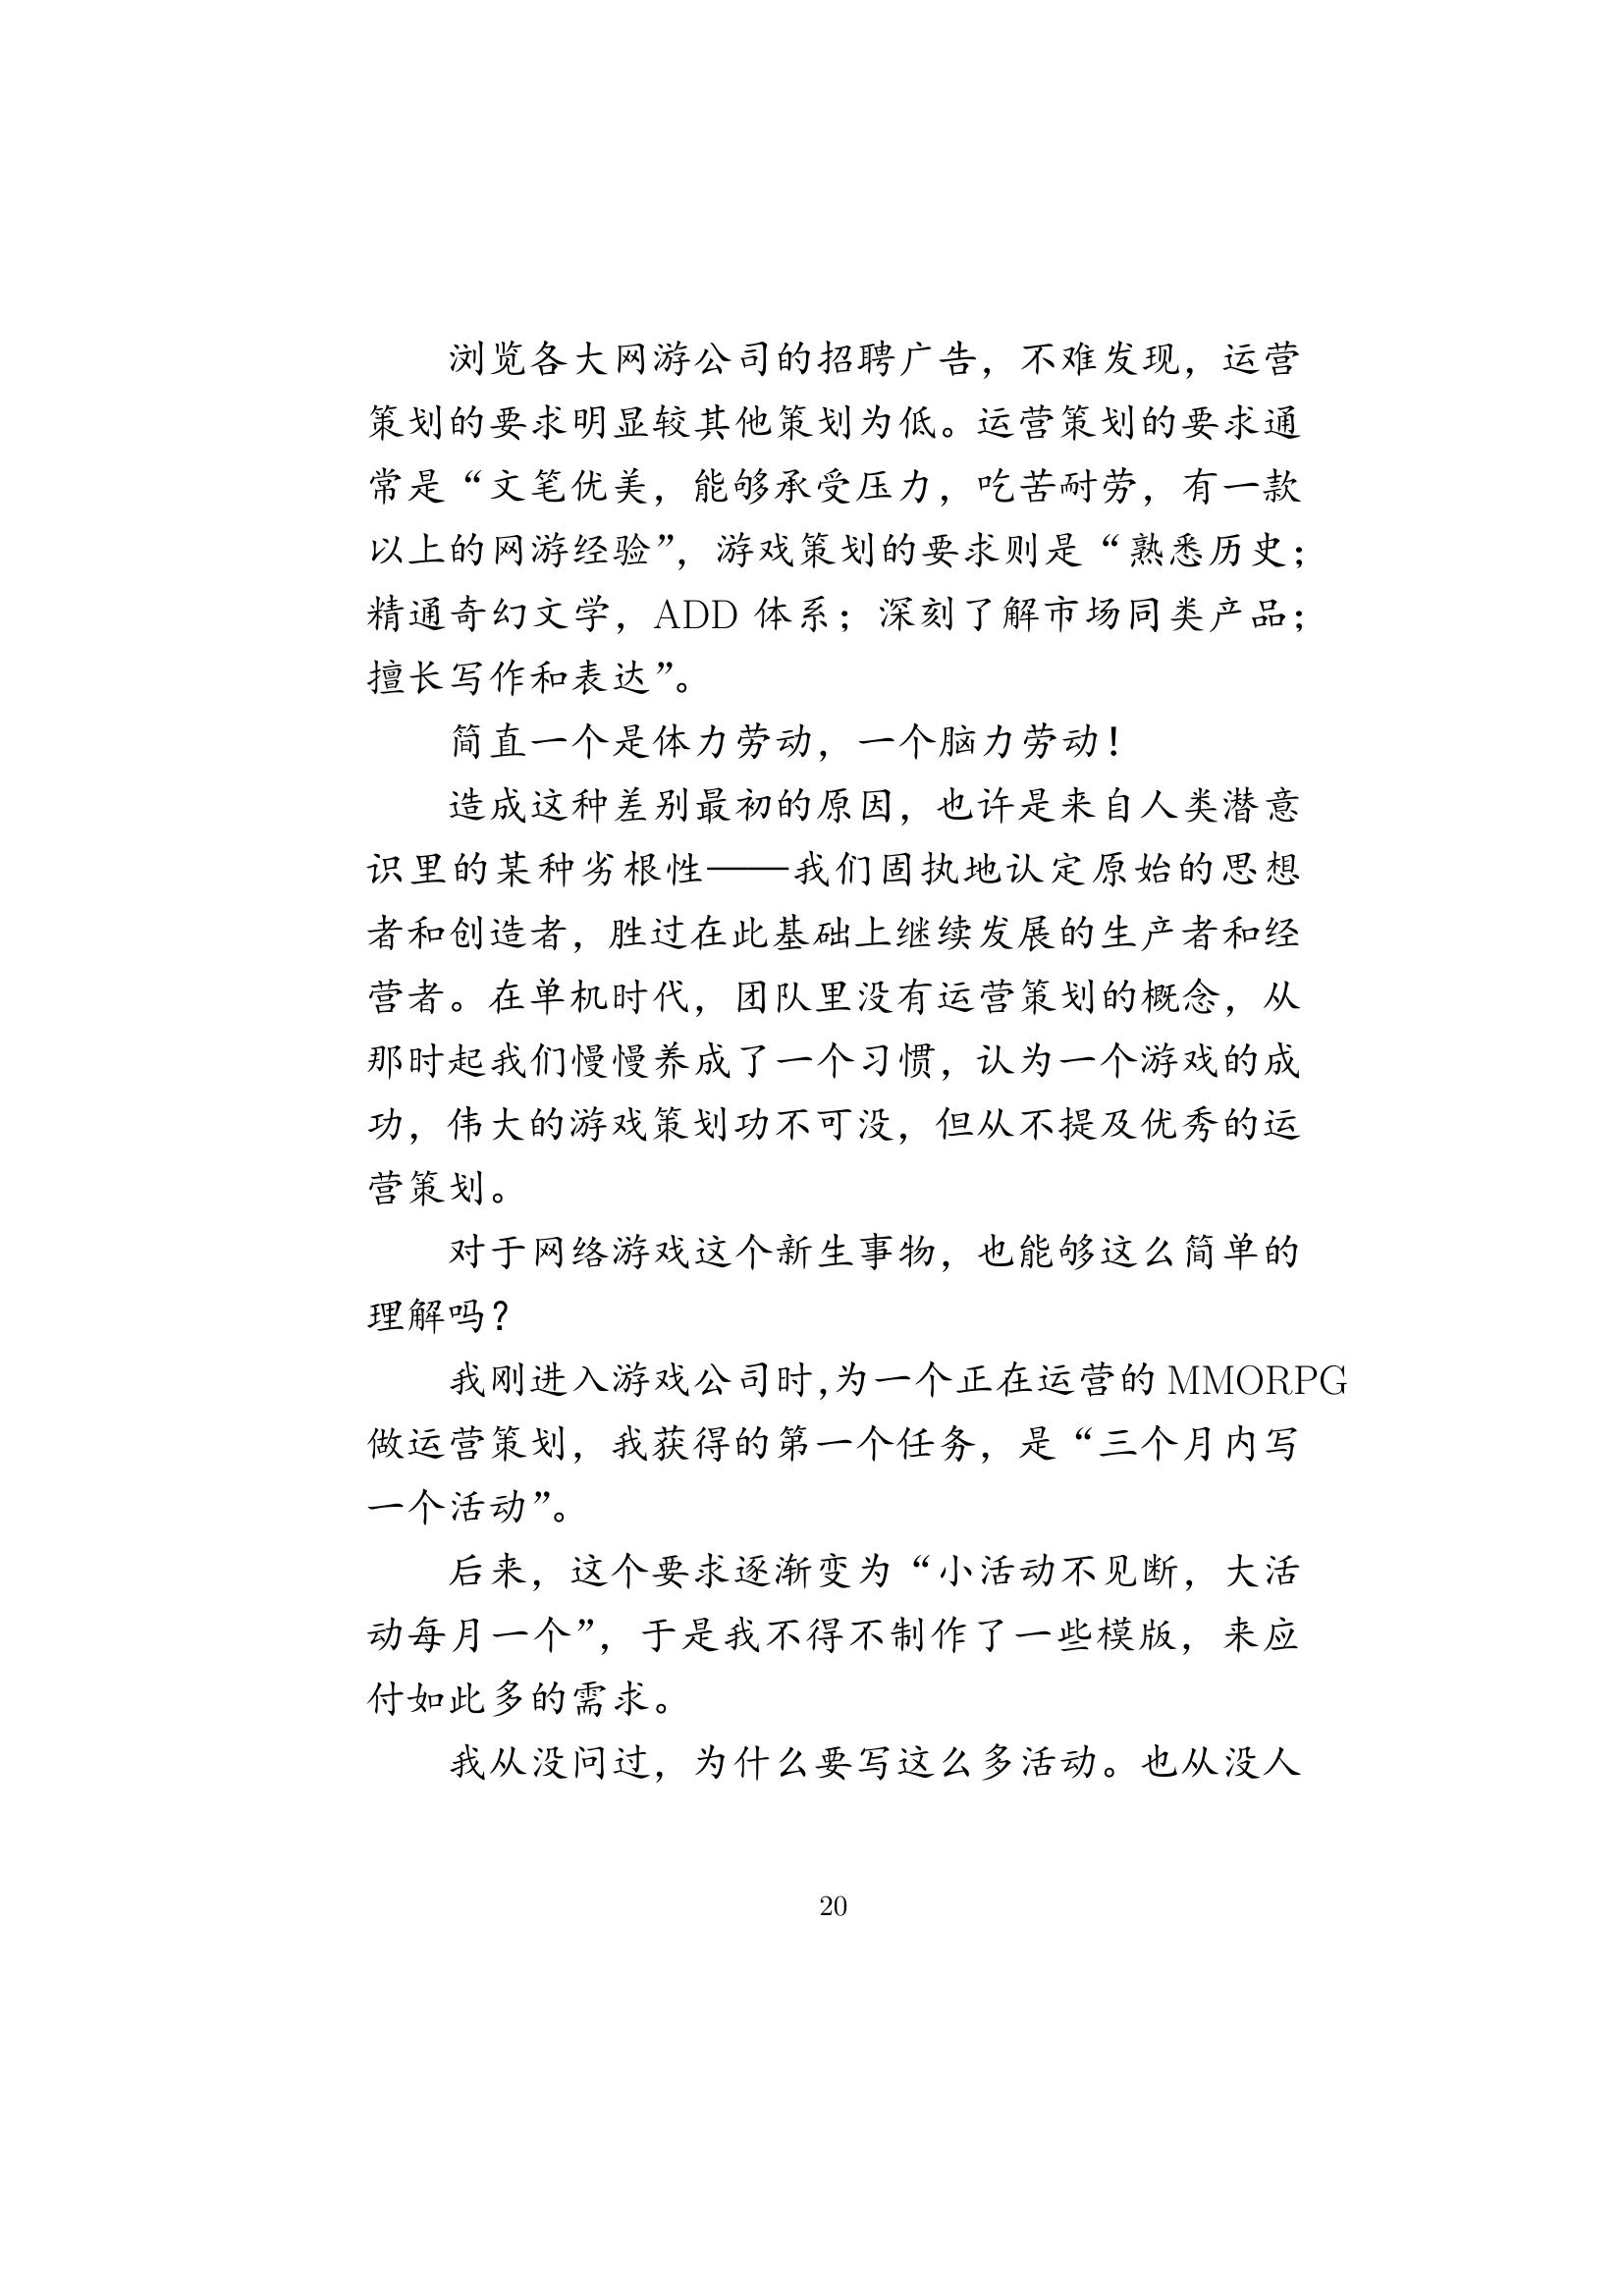 浏览各大网游公司的招聘广告，不难发现，运营
策划的要求明显较其他策划为低。运营策划的要求通
常是“文笔优美，能够承受压力，吃苦耐劳，有一款
以上的网游经验”，游戏策划的要求则是“熟悉历史；
精通奇幻文学，ADD 体系；深刻了解市场同类产品；
擅长写作和表达”。
简直一个是体力劳动，一个脑力劳动！
造成这种差别最初的原因，也许是来自人类潜意
识里的某种劣根性——我们固执地认定原始的思想
者和创造者，胜过在此基础上继续发展的生产者和经
营者。在单机时代，团队里没有运营策划的概念，从
那时起我们慢慢养成了一个习惯，认为一个游戏的成
功，伟大的游戏策划功不可没，但从不提及优秀的运
营策划。
对于网络游戏这个新生事物，也能够这么简单的
理解吗？
我刚进入游戏公司时，为一个正在运营的 MMORPG
做运营策划，我获得的第一个任务，是“三个月内写
一个活动”。
后来，这个要求逐渐变为“小活动不见断，大活
动每月一个”，于是我不得不制作了一些模版，来应
付如此多的需求。
我从没问过，为什么要写这么多活动。也从没人
20